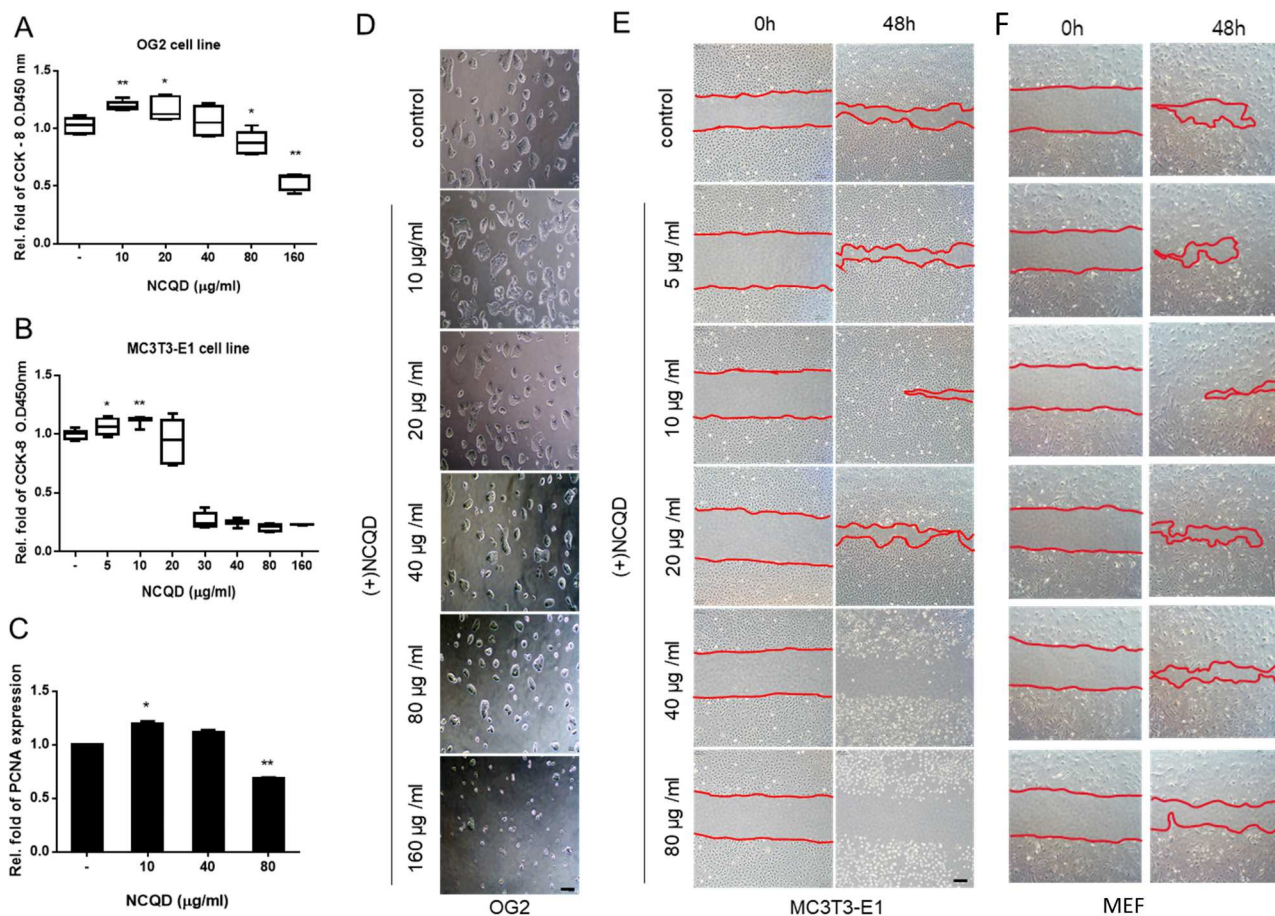 A
OG2 cell line
Rel. fold of CCK - 8 O.D450 nm
1.5
1.0
0.5
0.0
** * * **
- 10 20 40 80 160
NCQD (μg/ml)
B
MC3T3-E1 cell line
Rel. fold of CCK-8 O.D450nm
1.5
1.0
0.5
0.0
* **
- 5 10 20 30 40 80 160
NCQD (μg/ml)
C
Rel. fold of PCNA expression
1.5
1.0
0.5
0.0
* **
- 10 40 80
NCQD (μg/ml)
D
control
10 μg/ml
20 μg /ml
40 μg /ml
80 μg /ml
160 μg /ml
(+)NCQD
OG2
E
0h 48h
control
5 μg /ml
10 μg /ml
20 μg /ml
40 μg /ml
80 μg /ml
(+)NCQD
MC3T3-E1
F
0h 48h
MEF